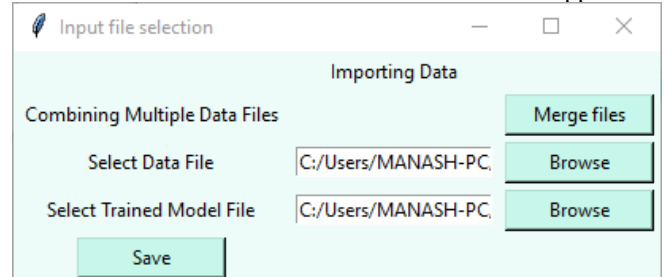 Input file selection
Importing Data
Combining Multiple Data Files
Merge files
Select Data File
C:/Users/MANASH-PC,
Browse
Select Trained Model File
C:/Users/MANASH-PC,
Browse
Save